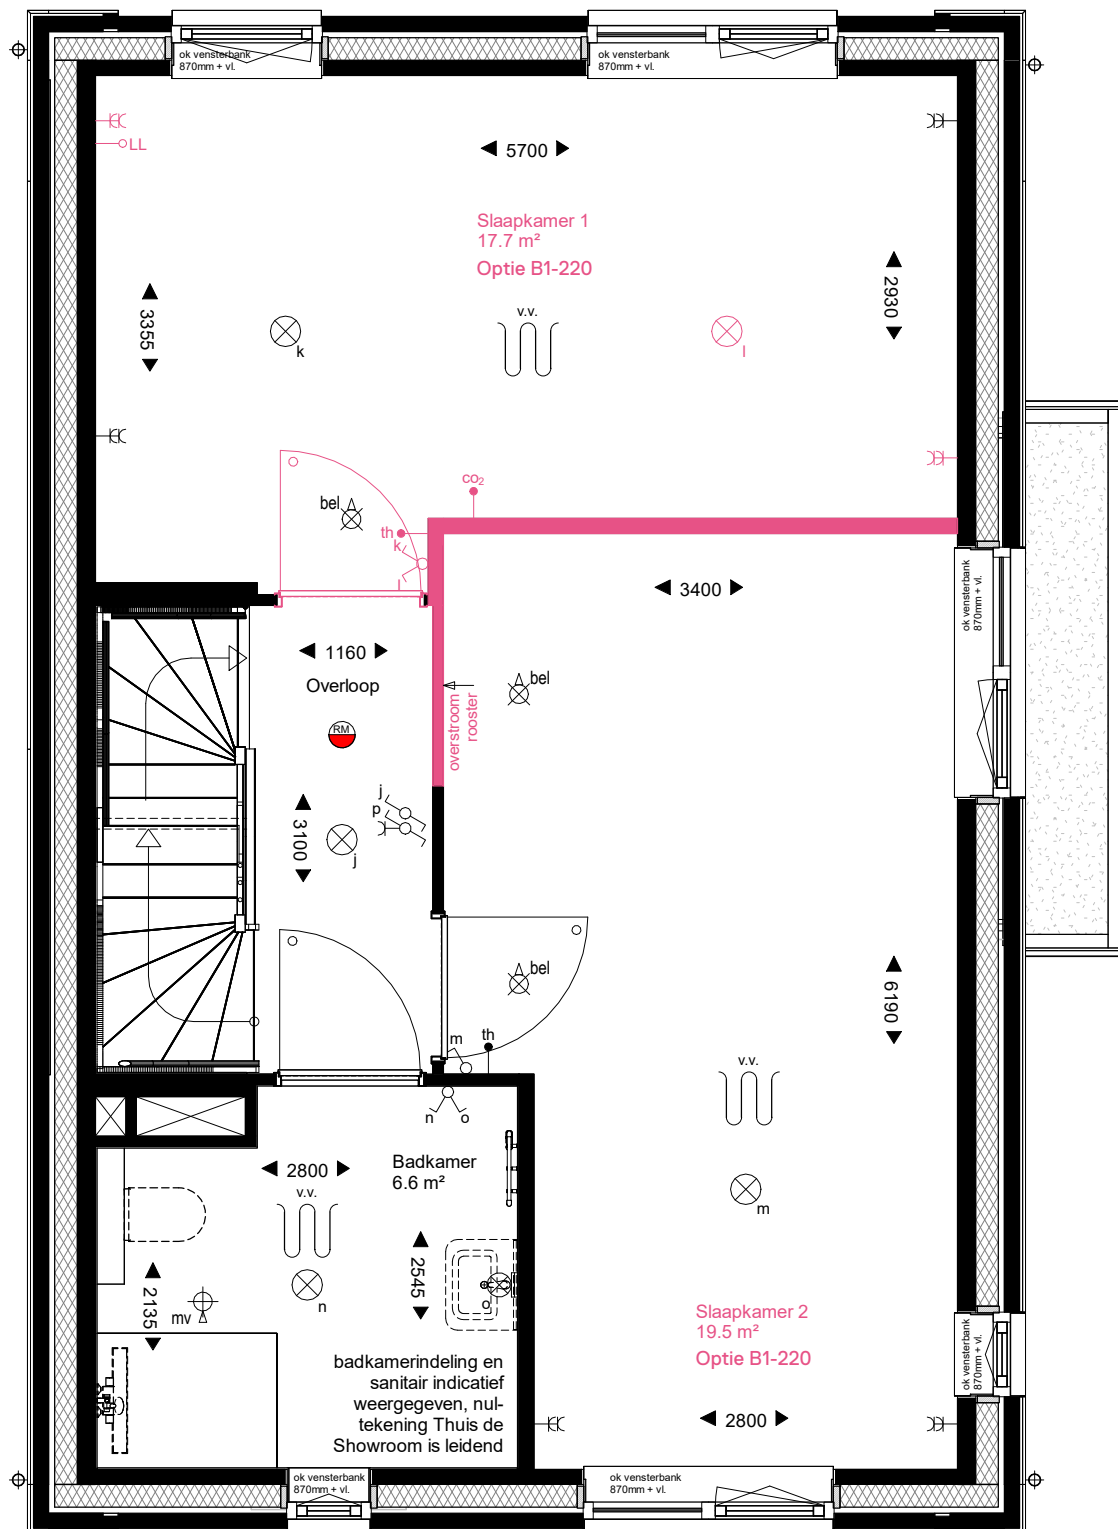 ok vensterbank
870mm + vl.
ok vensterbank
870mm + vl.
LL
5700
Slaapkamer 1
17.7 m²
Optie B1-220
3355
2930
k
v.v.
l
co₂
bel
th
k
l
3400
ok vensterbank
870mm + vl.
1160
Overloop
bel
overstroom
rooster
RM
j
p
3100
j
bel
6190
m
th
v.v.
n
o
Badkamer
6.6 m²
2800
v.v.
m
2545
2135
n
o
mv
Slaapkamer 2
19.5 m²
Optie B1-220
ok vensterbank
870mm + vl.
badkamerindeling en
sanitair indicatief
weergegeven, nul-
tekening Thuis de
Showroom is leidend
2800
ok vensterbank
870mm + vl.
ok vensterbank
870mm + vl.